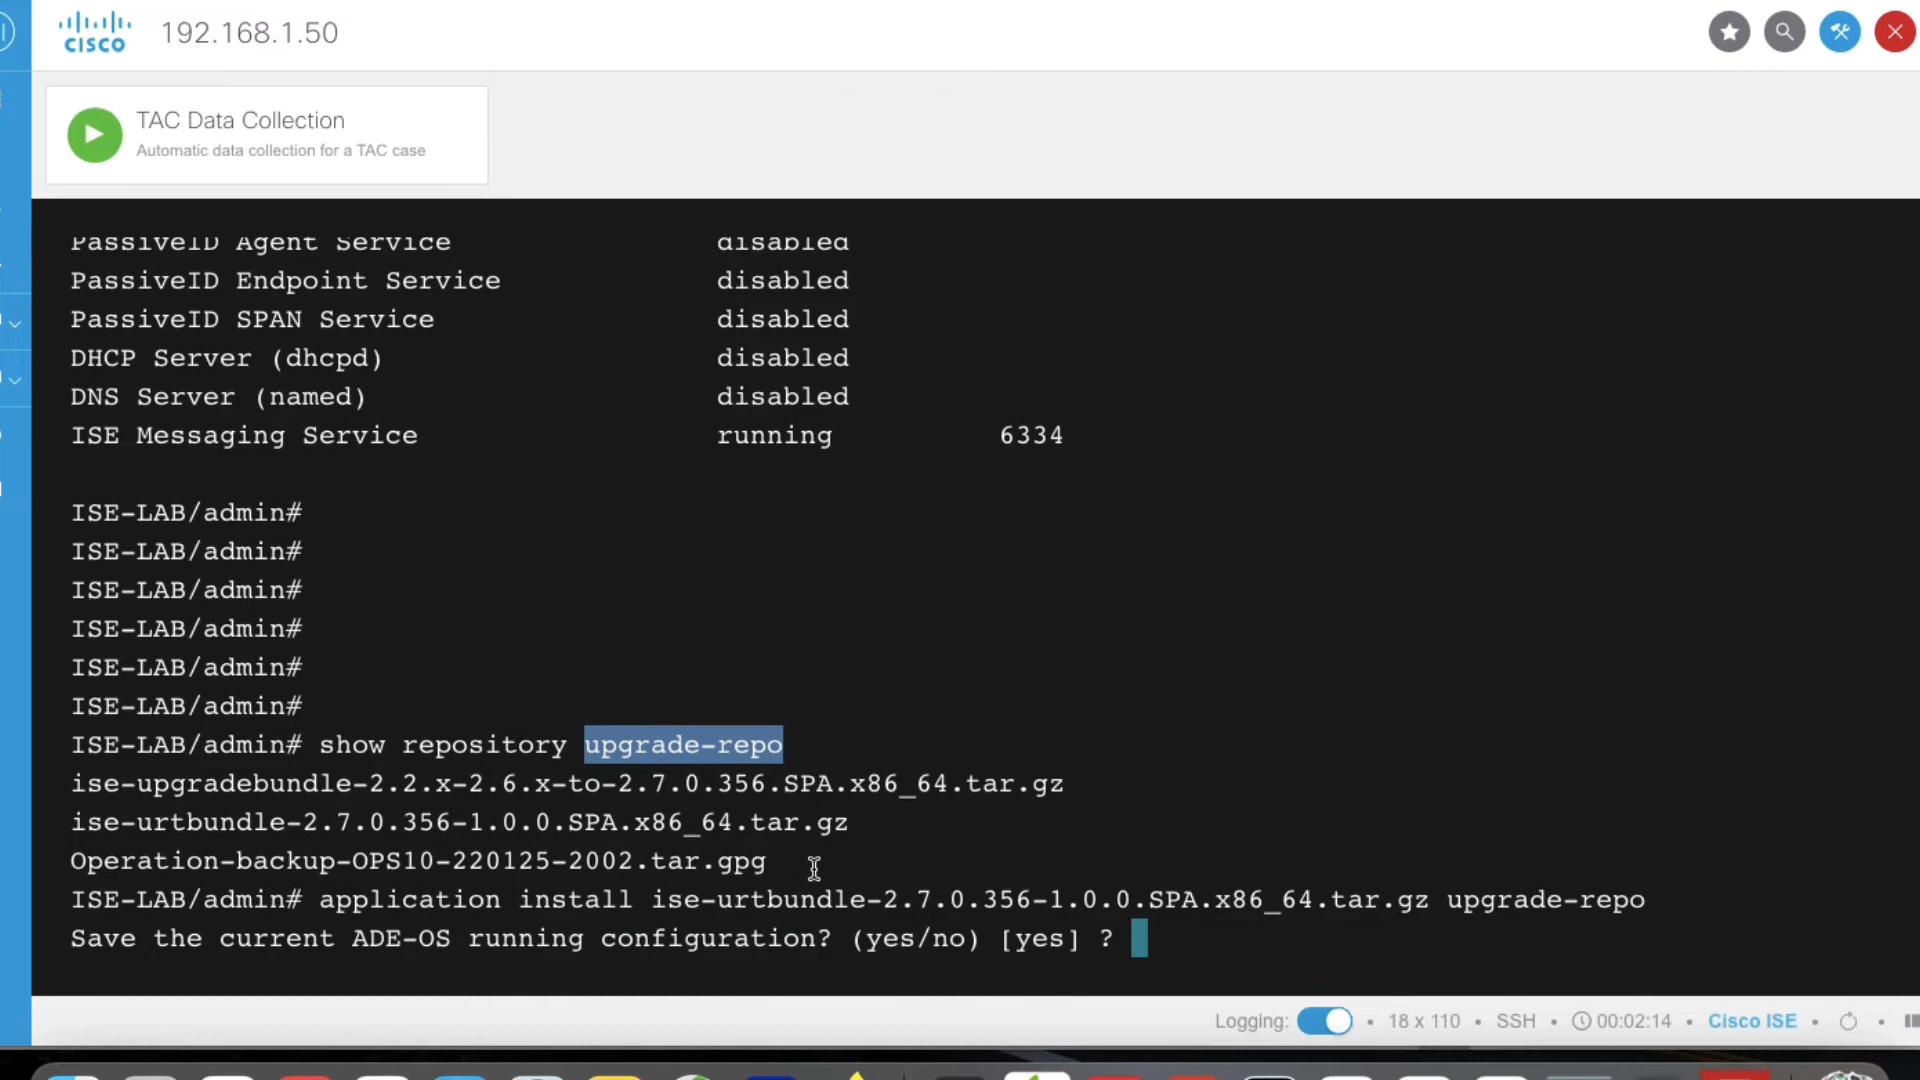 CISCO 192.168.1.50
TAC Data Collection
Automatic data collection for a TAC case
PassiveID Agent Service disabled
PassiveID Endpoint Service disabled
PassiveID SPAN Service disabled
DHCP Server (dhcpd) disabled
DNS Server (named) disabled
ISE Messaging Service running 6334
ISE-LAB/admin#
ISE-LAB/admin#
ISE-LAB/admin#
ISE-LAB/admin#
ISE-LAB/admin#
ISE-LAB/admin#
ISE-LAB/admin# show repository upgrade-repo
ise-upgradebundle-2.2.x-2.6.x-to-2.7.0.356.SPA.x86_64.tar.gz
ise-urtbundle-2.7.0.356-1.0.0.SPA.x86_64.tar.gz
Operation-backup-OPS10-220125-2002.tar.gpg
ISE-LAB/admin# application install ise-urtbundle-2.7.0.356-1.0.0.SPA.x86_64.tar.gz upgrade-repo
Save the current ADE-OS running configuration? (yes/no) [yes] ?
Logging: • 18 x 110 • SSH • 00:02:14 • Cisco ISE •